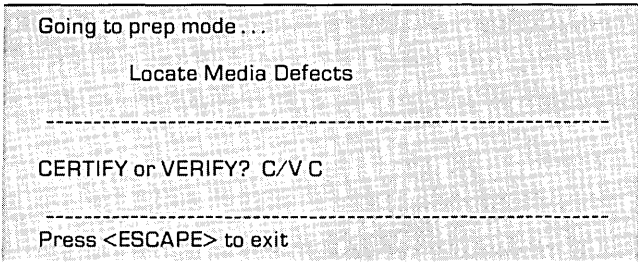 Going to prep mode...
Locate Media Defects
------------------------------------------------------------
CERTIFY or VERIFY? C/V C
------------------------------------------------------------
Press <ESCAPE> to exit